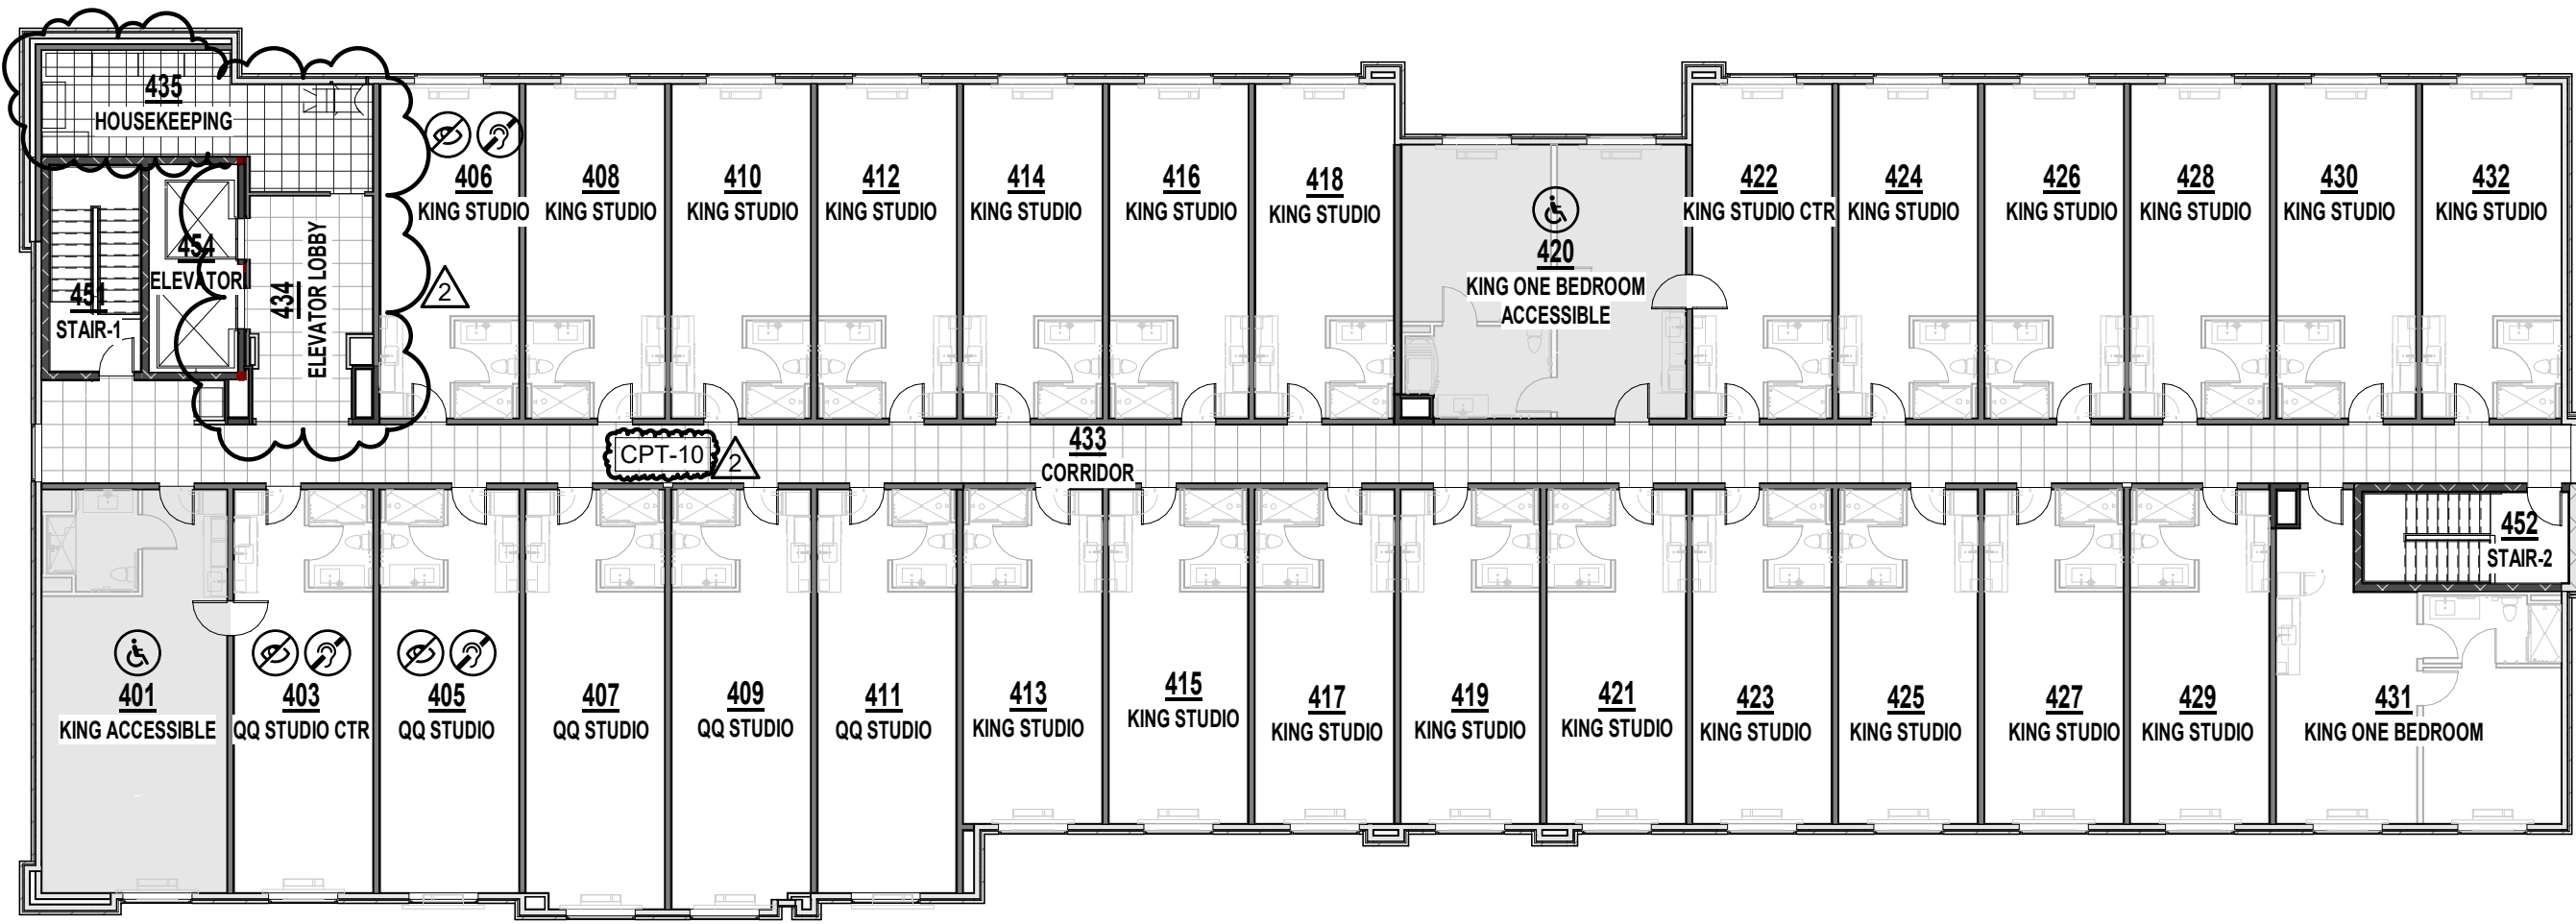 435
HOUSEKEEPING
406
KING STUDIO
408
KING STUDIO
410
KING STUDIO
412
KING STUDIO
414
KING STUDIO
416
KING STUDIO
418
KING STUDIO
420
KING ONE BEDROOM
ACCESSIBLE
422
KING STUDIO CTR
424
KING STUDIO
426
KING STUDIO
428
KING STUDIO
430
KING STUDIO
432
KING STUDIO
451
STAIR-1
454
ELEVATOR
434
ELEVATOR LOBBY
2
CPT-10
2
433
CORRIDOR
401
KING ACCESSIBLE
403
QQ STUDIO CTR
405
QQ STUDIO
407
QQ STUDIO
409
QQ STUDIO
411
QQ STUDIO
413
KING STUDIO
415
KING STUDIO
417
KING STUDIO
419
KING STUDIO
421
KING STUDIO
423
KING STUDIO
425
KING STUDIO
427
KING STUDIO
429
KING STUDIO
431
KING ONE BEDROOM
452
STAIR-2